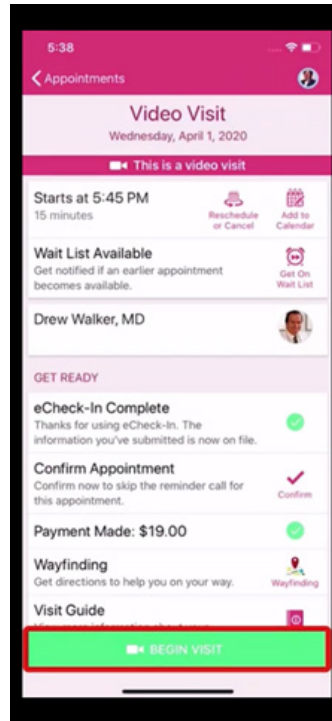 5:38
Appointments
Video Visit
Wednesday, April 1, 2020
This is a video visit
Starts at 5:45 PM
15 minutes
Reschedule
or Cancel
Add to
Calendar
Wait List Available
Get notified if an earlier appointment
becomes available.
Get On
Wait List
Drew Walker, MD
GET READY
eCheck-In Complete
Thanks for using eCheck-In. The
information you've submitted is now on file.
Confirm Appointment
Confirm now to skip the reminder call for
this appointment.
Confirm
Payment Made: $19.00
Wayfinding
Get directions to help you on your way.
Wayfinding
Visit Guide
BEGIN VISIT